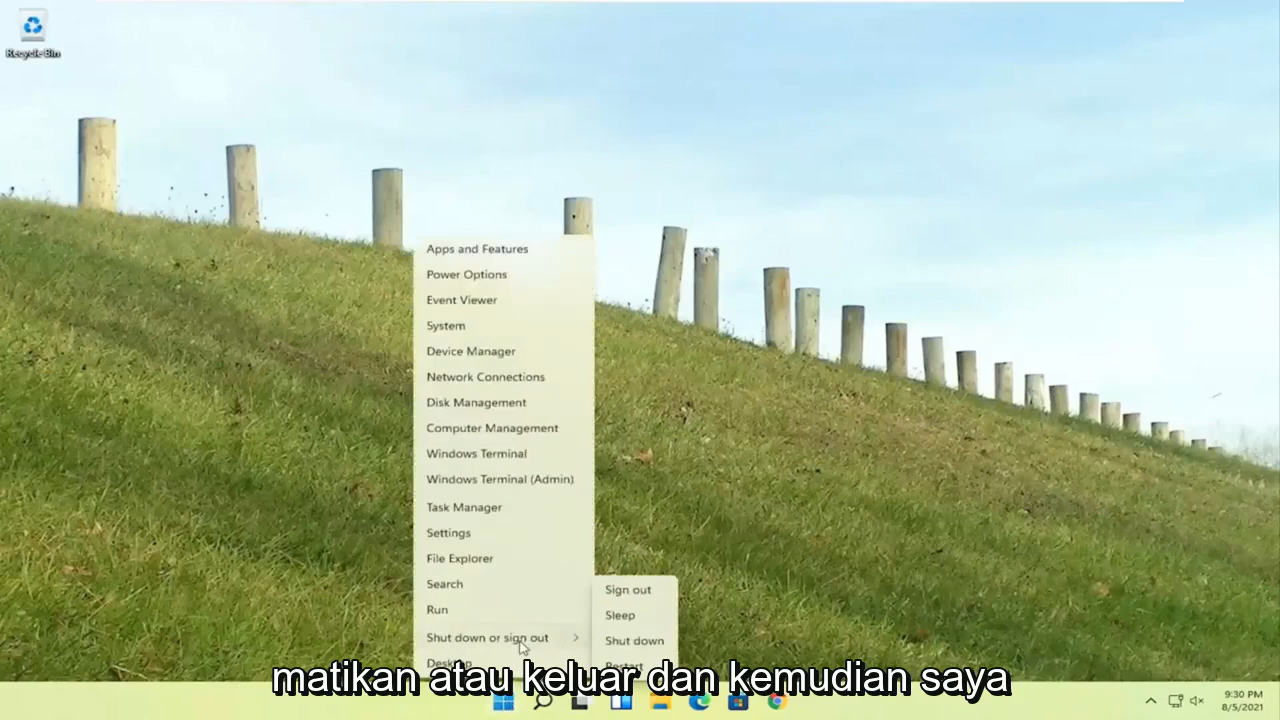 Recycle Bin
Apps and Features
Power Options
Event Viewer
System
Device Manager
Network Connections
Disk Management
Computer Management
Windows Terminal
Windows Terminal (Admin)
Task Manager
Settings
File Explorer
Search
Run
Shut down or sign out
Desktop
Sign out
Sleep
Shut down
Restart
matikan atau keluar dan kemudian saya
9:30 PM
8/5/2021